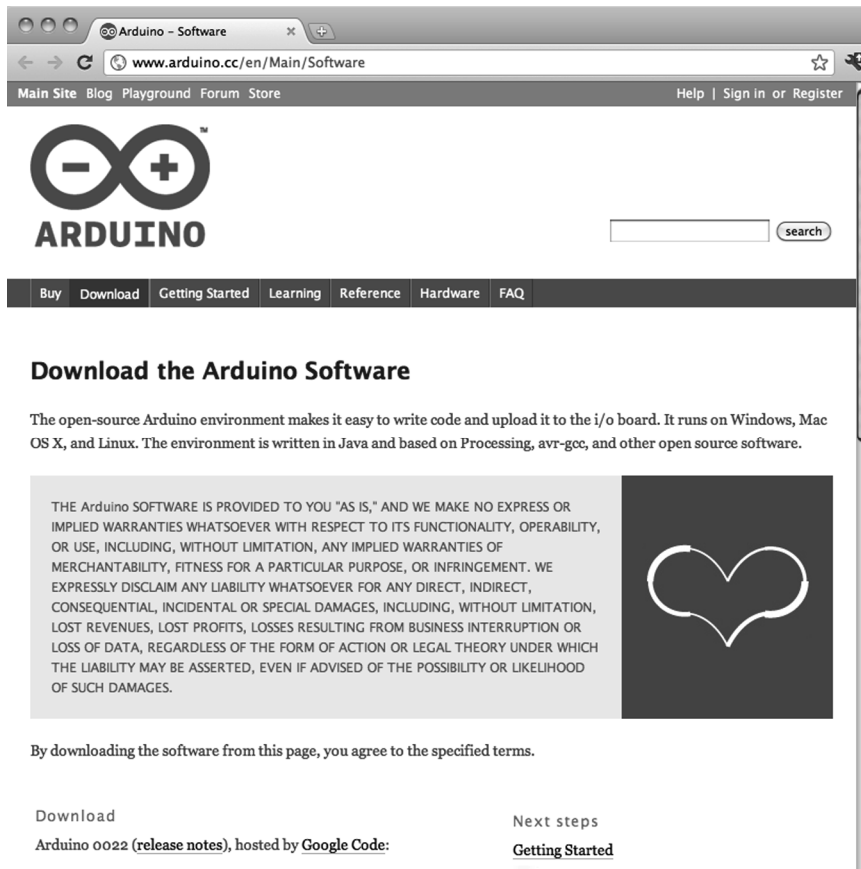 Arduino – Software
www.arduino.cc/en/Main/Software
Main Site Blog Playground Forum Store
Help | Sign in or Register
TM
ARDUINO
search
Buy Download Getting Started Learning Reference Hardware FAQ
Download the Arduino Software
The open-source Arduino environment makes it easy to write code and upload it to the i/o board. It runs on Windows, Mac
OS X, and Linux. The environment is written in Java and based on Processing, avr-gcc, and other open source software.
THE Arduino SOFTWARE IS PROVIDED TO YOU "AS IS," AND WE MAKE NO EXPRESS OR
IMPLIED WARRANTIES WHATSOEVER WITH RESPECT TO ITS FUNCTIONALITY, OPERABILITY,
OR USE, INCLUDING, WITHOUT LIMITATION, ANY IMPLIED WARRANTIES OF
MERCHANTABILITY, FITNESS FOR A PARTICULAR PURPOSE, OR INFRINGEMENT. WE
EXPRESSLY DISCLAIM ANY LIABILITY WHATSOEVER FOR ANY DIRECT, INDIRECT,
CONSEQUENTIAL, INCIDENTAL OR SPECIAL DAMAGES, INCLUDING, WITHOUT LIMITATION,
LOST REVENUES, LOST PROFITS, LOSSES RESULTING FROM BUSINESS INTERRUPTION OR
LOSS OF DATA, REGARDLESS OF THE FORM OF ACTION OR LEGAL THEORY UNDER WHICH
THE LIABILITY MAY BE ASSERTED, EVEN IF ADVISED OF THE POSSIBILITY OR LIKELIHOOD
OF SUCH DAMAGES.
By downloading the software from this page, you agree to the specified terms.
Download
Arduino 0022 (release notes), hosted by Google Code:
Next steps
Getting Started